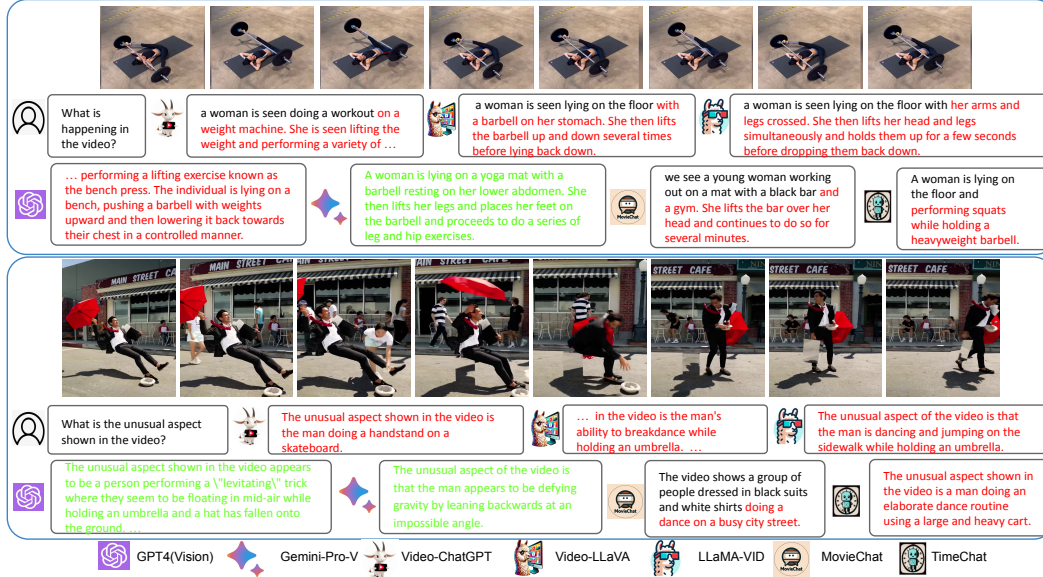 What is
happening in
the video?
a woman is seen doing a workout on
a weight machine. She is seen lifting the
weight and performing a variety of ...
a woman is seen lying on the floor with
a barbell on her stomach. She then lifts
the barbell up and down several times
before lying back down.
a woman is seen lying on the floor with her arms and
legs crossed. She then lifts her head and legs
simultaneously and holds them up for a few seconds
before dropping them back down.
... performing a lifting exercise known as
the bench press. The individual is lying on a
bench, pushing a barbell with weights
upward and then lowering it back towards
their chest in a controlled manner.
A woman is lying on a yoga mat with a
barbell resting on her lower abdomen. She
then lifts her legs and places her feet on
the barbell and proceeds to do a series of
leg and hip exercises.
MovieChat
we see a young woman working
out on a mat with a black bar and
a gym. She lifts the bar over her
head and continues to do so for
several minutes.
A woman is lying on
the floor and
performing squats
while holding a
heavyweight barbell.
MAIN STREET CAFE
MAIN STREET CAFE
MAIN STREET
MAIN STREET CAFE
STREET CAFE
STREET CAFE
STREET CAFE
What is the unusual aspect
shown in the video?
The unusual aspect shown in the video is
the man doing a handstand on a
skateboard.
... in the video is the man's
ability to breakdance while
holding an umbrella. ...
The unusual aspect of the video is that
the man is dancing and jumping on the
sidewalk while holding an umbrella.
The unusual aspect shown in the video appears
to be a person performing a \"levitating\" trick
where they seem to be floating in mid-air while
holding an umbrella and a hat has fallen onto
the ground. ...
The unusual aspect of the video is
that the man appears to be defying
gravity by leaning backwards at an
impossible angle.
MovieChat
The video shows a group of
people dressed in black suits
and white shirts doing a
dance on a busy city street.
The unusual aspect shown in
the video is a man doing an
elaborate dance routine
using a large and heavy cart.
GPT4(Vision)
Gemini-Pro-V
Video-ChatGPT
Video-LLaVA
LLaMA-VID
MovieChat
MovieChat
TimeChat